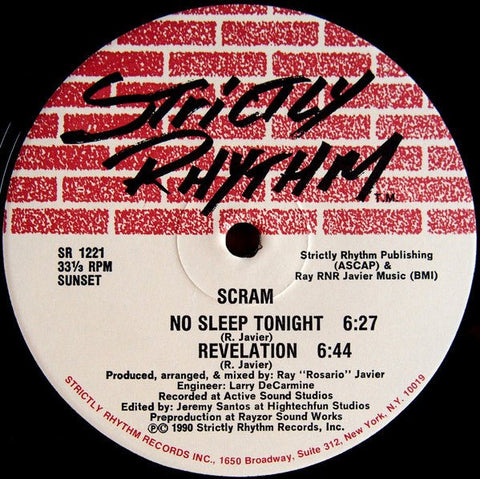 STRICTLY
RHYTHM T.M.
SR 1221
33⅓ RPM
SUNSET
Strictly Rhythm Publishing
(ASCAP) &
Ray RNR Javier Music (BMI)
SCRAM
NO SLEEP TONIGHT 6:27
(R. Javier)
REVELATION 6:44
(R. Javier)
Produced, arranged, & mixed by: Ray "Rosario" Javier
Engineer: Larry DeCarmine
Recorded at Active Sound Studios
Edited by: Jeremy Santos at Hightechfun Studios
Preproduction at Rayzor Sound Works
℗© 1990 Strictly Rhythm Records, Inc.
STRICTLY RHYTHM RECORDS INC., 1650 Broadway, Suite 312, New York, N.Y. 10019